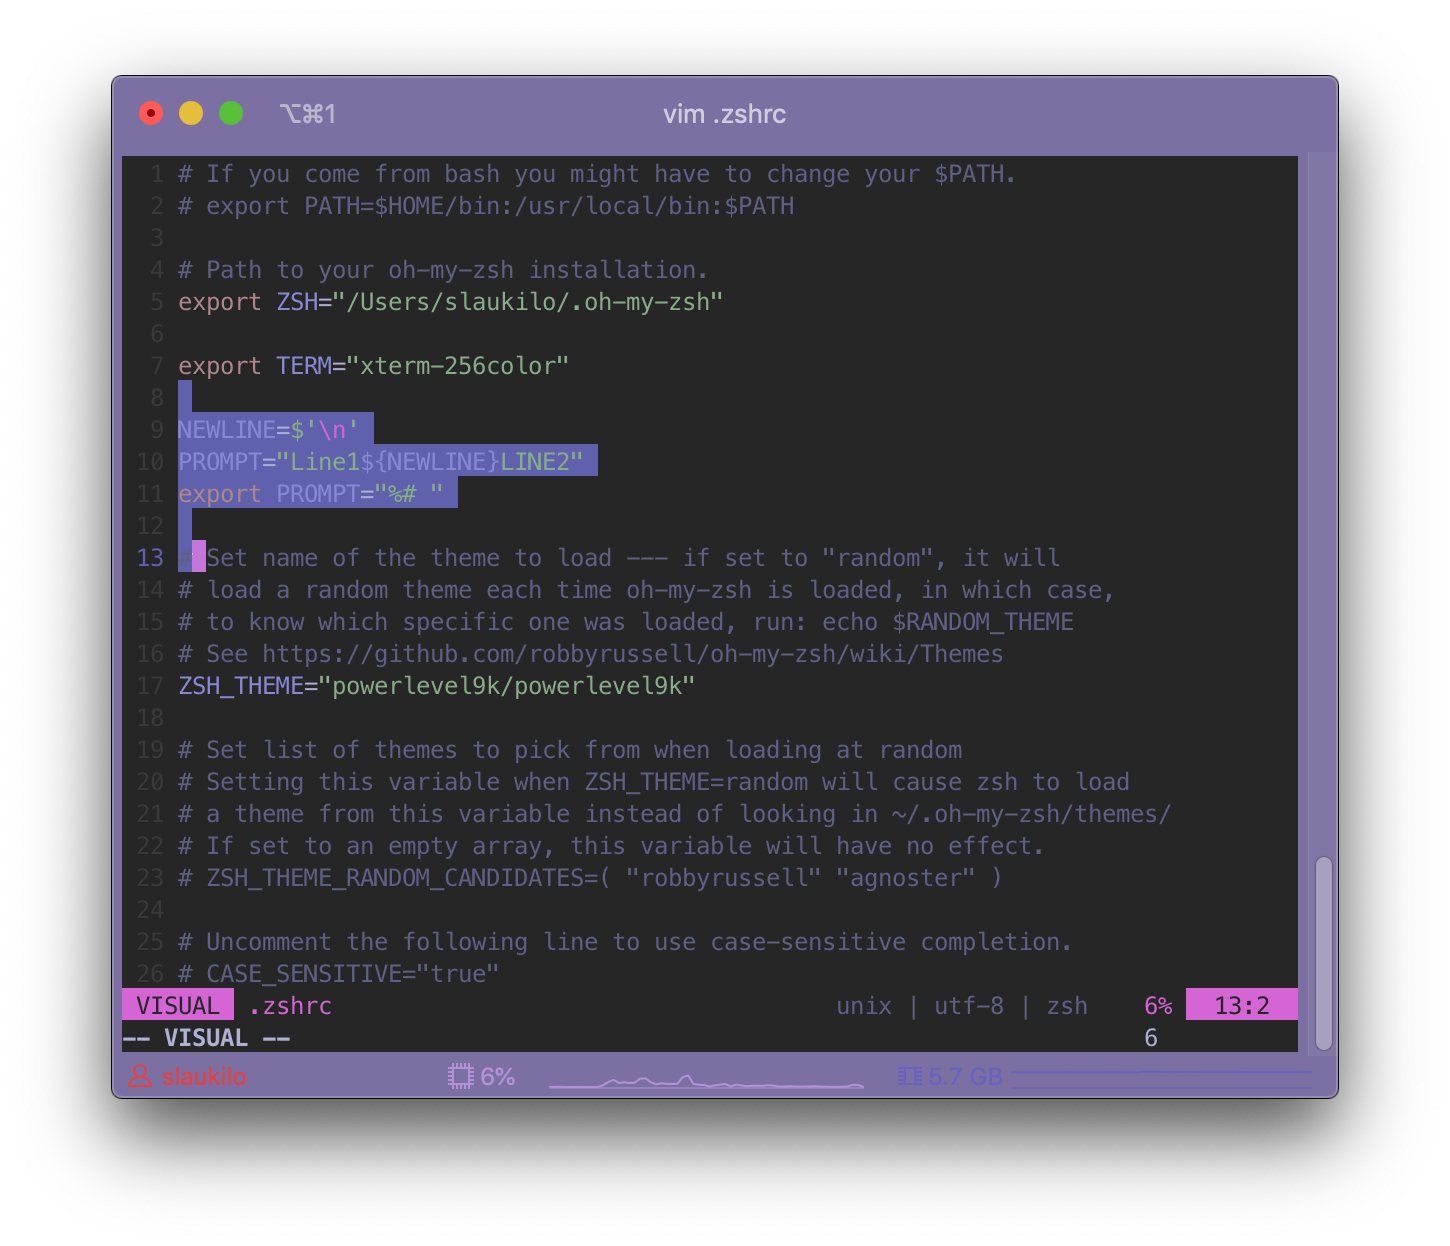 ⌥⌘1 vim .zshrc
1 # If you come from bash you might have to change your $PATH.
2 # export PATH=$HOME/bin:/usr/local/bin:$PATH
3
4 # Path to your oh-my-zsh installation.
5 export ZSH="/Users/slaukilo/.oh-my-zsh"
6
7 export TERM="xterm-256color"
8
9 NEWLINE=$'\n'
10 PROMPT="Line1${NEWLINE}LINE2"
11 export PROMPT="%# "
12
13 # Set name of the theme to load --- if set to "random", it will
14 # load a random theme each time oh-my-zsh is loaded, in which case,
15 # to know which specific one was loaded, run: echo $RANDOM_THEME
16 # See https://github.com/robbyrussell/oh-my-zsh/wiki/Themes
17 ZSH_THEME="powerlevel9k/powerlevel9k"
18
19 # Set list of themes to pick from when loading at random
20 # Setting this variable when ZSH_THEME=random will cause zsh to load
21 # a theme from this variable instead of looking in ~/.oh-my-zsh/themes/
22 # If set to an empty array, this variable will have no effect.
23 # ZSH_THEME_RANDOM_CANDIDATES=( "robbyrussell" "agnoster" )
24
25 # Uncomment the following line to use case-sensitive completion.
26 # CASE_SENSITIVE="true"
VISUAL .zshrc unix | utf-8 | zsh 6% 13:2
-- VISUAL -- 6
slaukilo 6% 5.7 GB